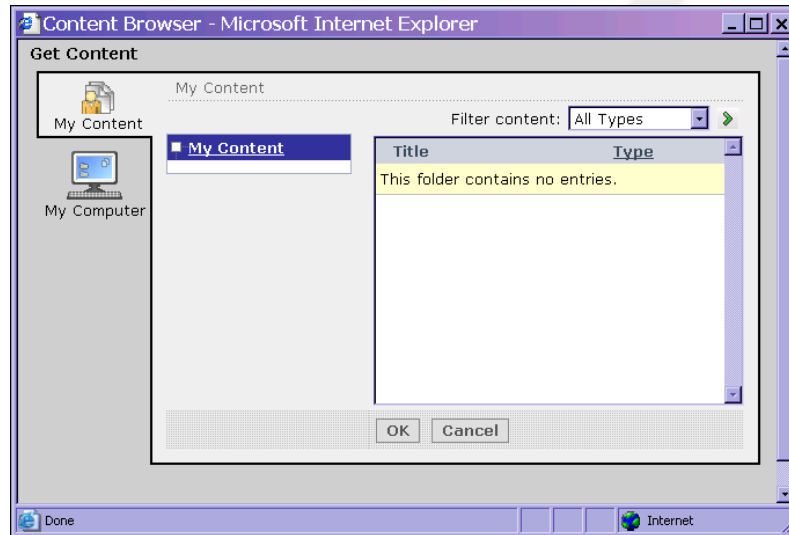 Content Browser - Microsoft Internet Explorer
Get Content
My Content
My Content
Filter content: All Types
My Content
Title Type
This folder contains no entries.
My Computer
OK Cancel
Done Internet